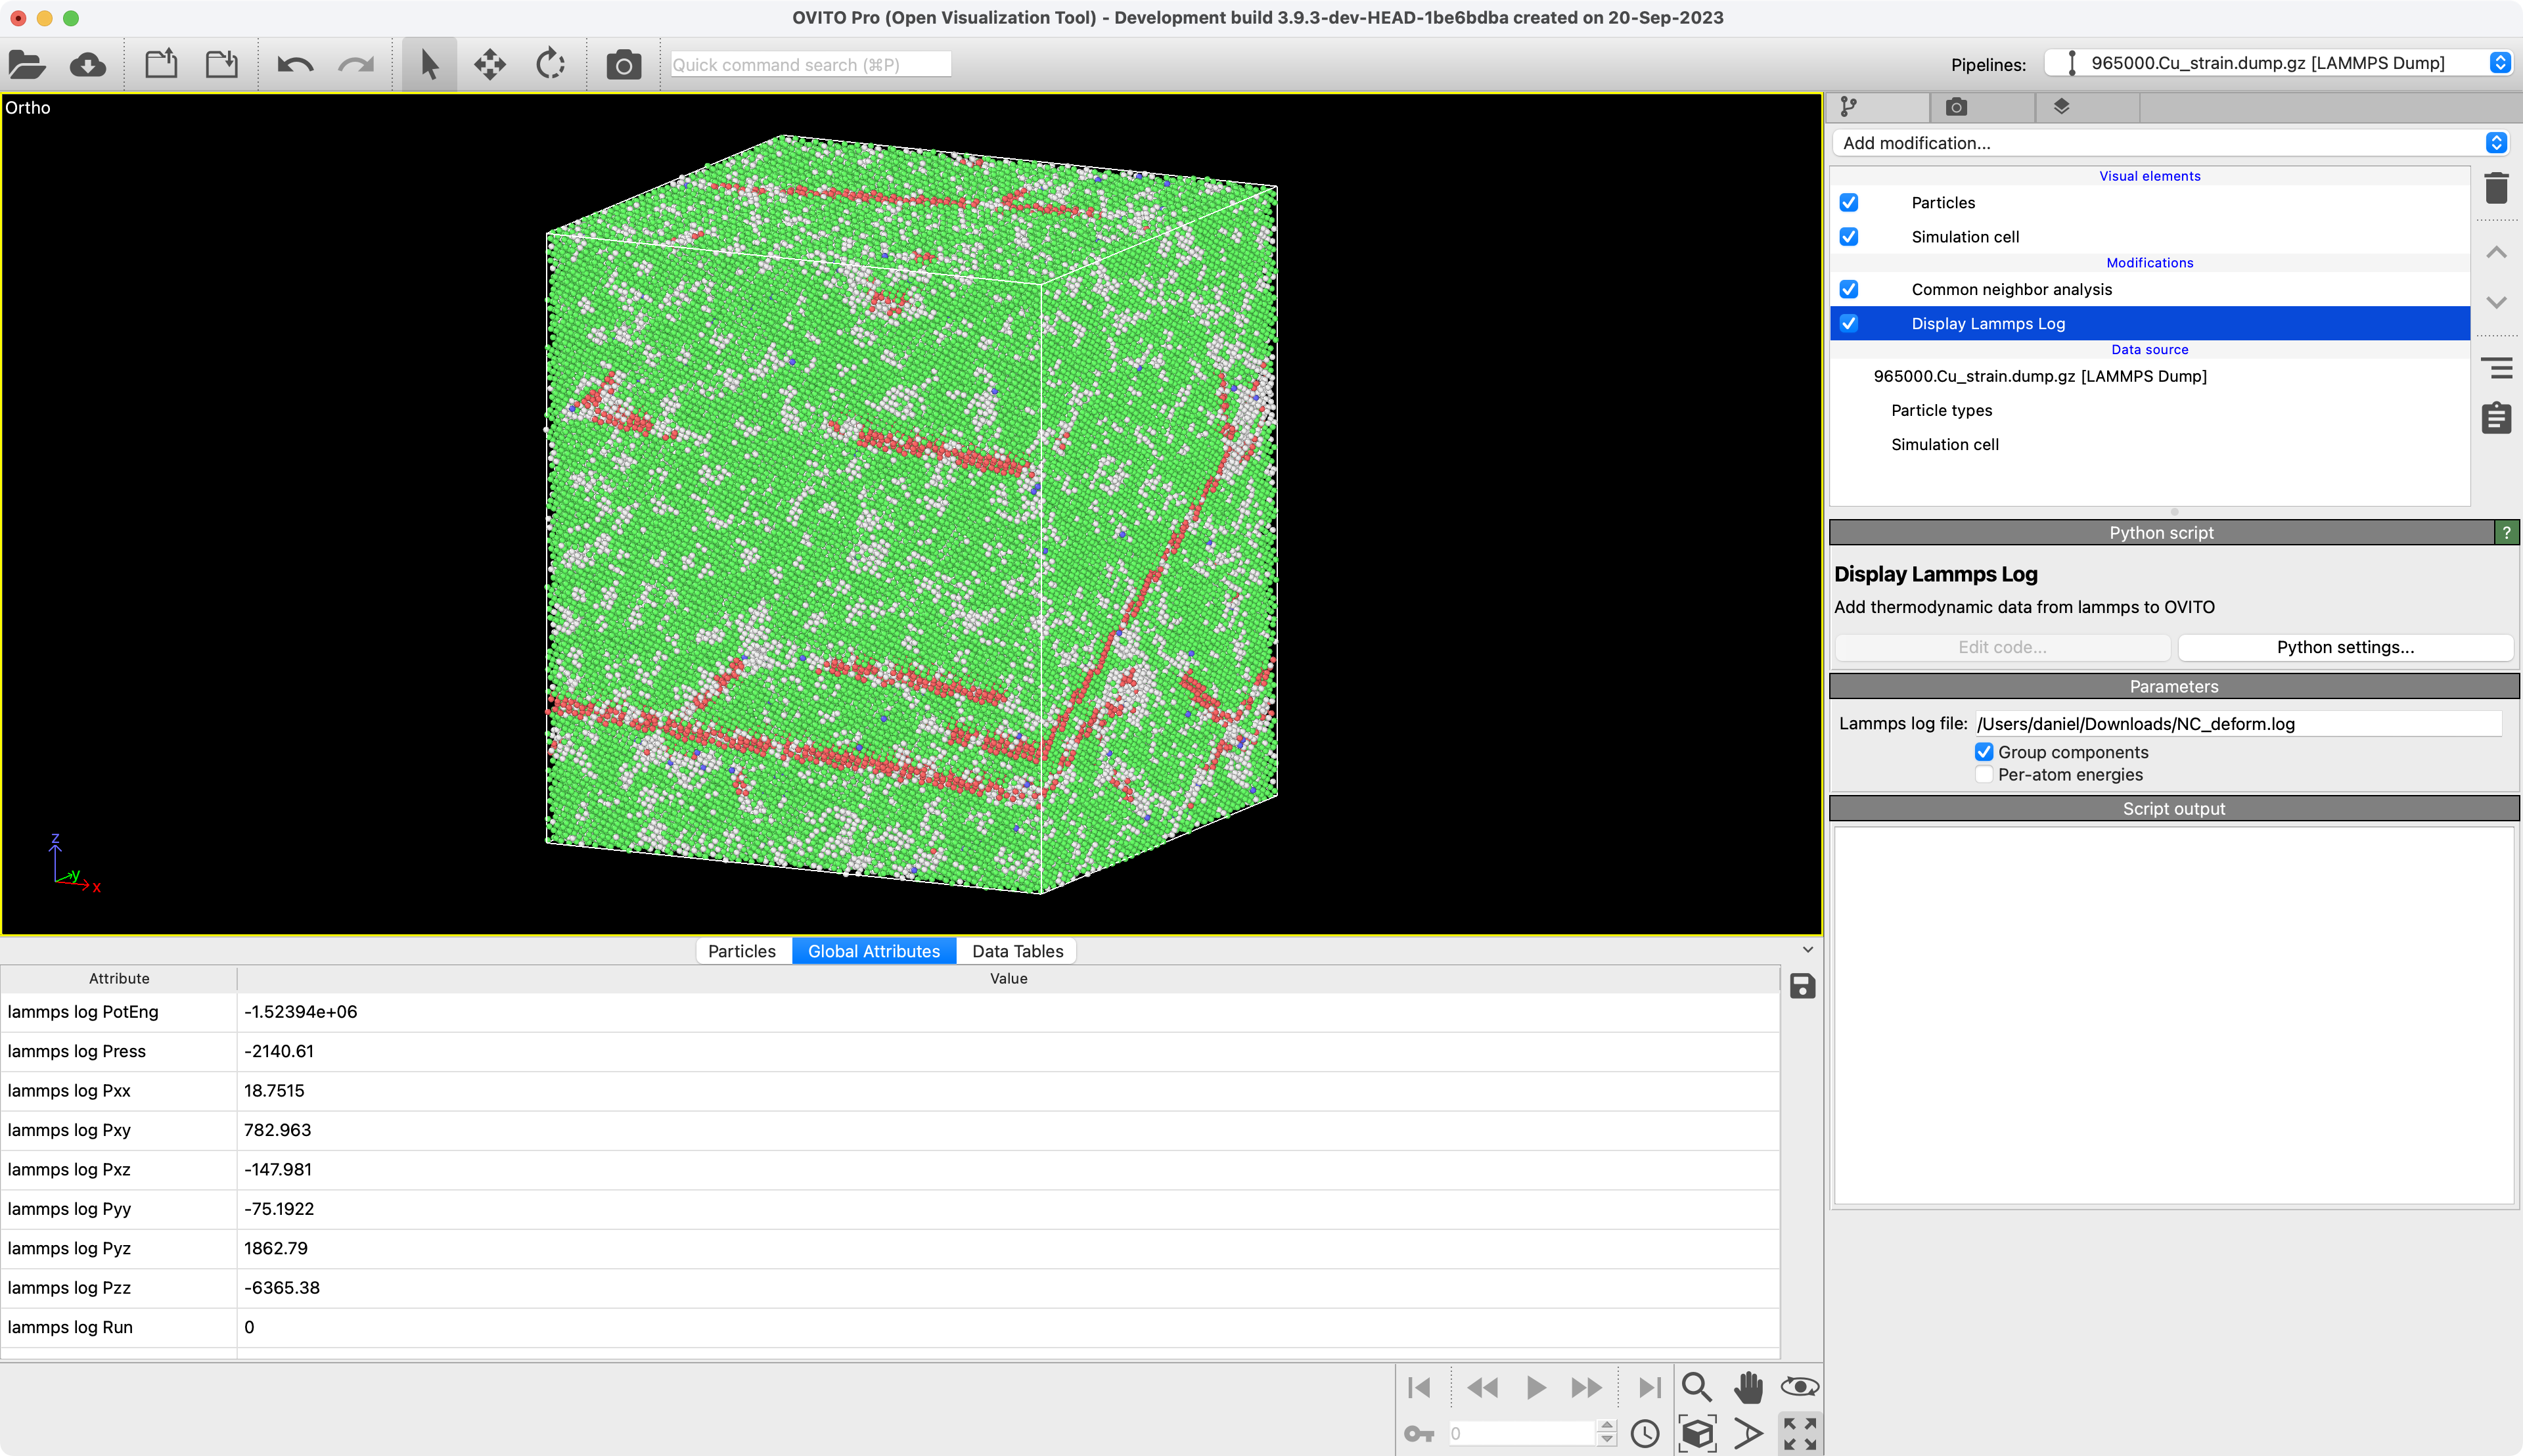 OVITO Pro (Open Visualization Tool) - Development build 3.9.3-dev-HEAD-1be6bdba created on 20-Sep-2023
Quick command search (⌘P)
Pipelines:
965000.Cu_strain.dump.gz [LAMMPS Dump]
Ortho
z
y
x
Add modification...
Visual elements
Particles
Simulation cell
Modifications
Common neighbor analysis
Display Lammps Log
Data source
965000.Cu_strain.dump.gz [LAMMPS Dump]
Particle types
Simulation cell
Python script
?
Display Lammps Log
Add thermodynamic data from lammps to OVITO
Edit code...
Python settings...
Parameters
Lammps log file: /Users/daniel/Downloads/NC_deform.log
Group components
Per-atom energies
Script output
Particles
Global Attributes
Data Tables
Attribute Value
lammps log PotEng -1.52394e+06
lammps log Press -2140.61
lammps log Pxx 18.7515
lammps log Pxy 782.963
lammps log Pxz -147.981
lammps log Pyy -75.1922
lammps log Pyz 1862.79
lammps log Pzz -6365.38
lammps log Run 0
0